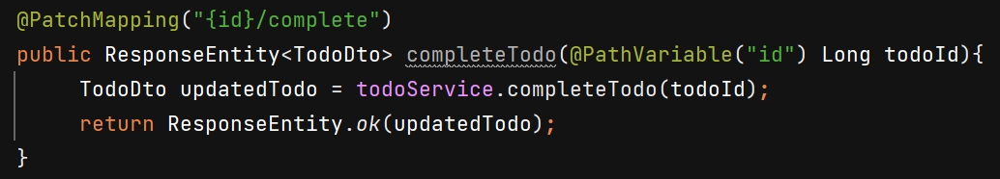 @PatchMapping("{id}/complete")
public ResponseEntity<TodoDto> completeTodo(@PathVariable("id") Long todoId){
    TodoDto updatedTodo = todoService.completeTodo(todoId);
    return ResponseEntity.ok(updatedTodo);
}